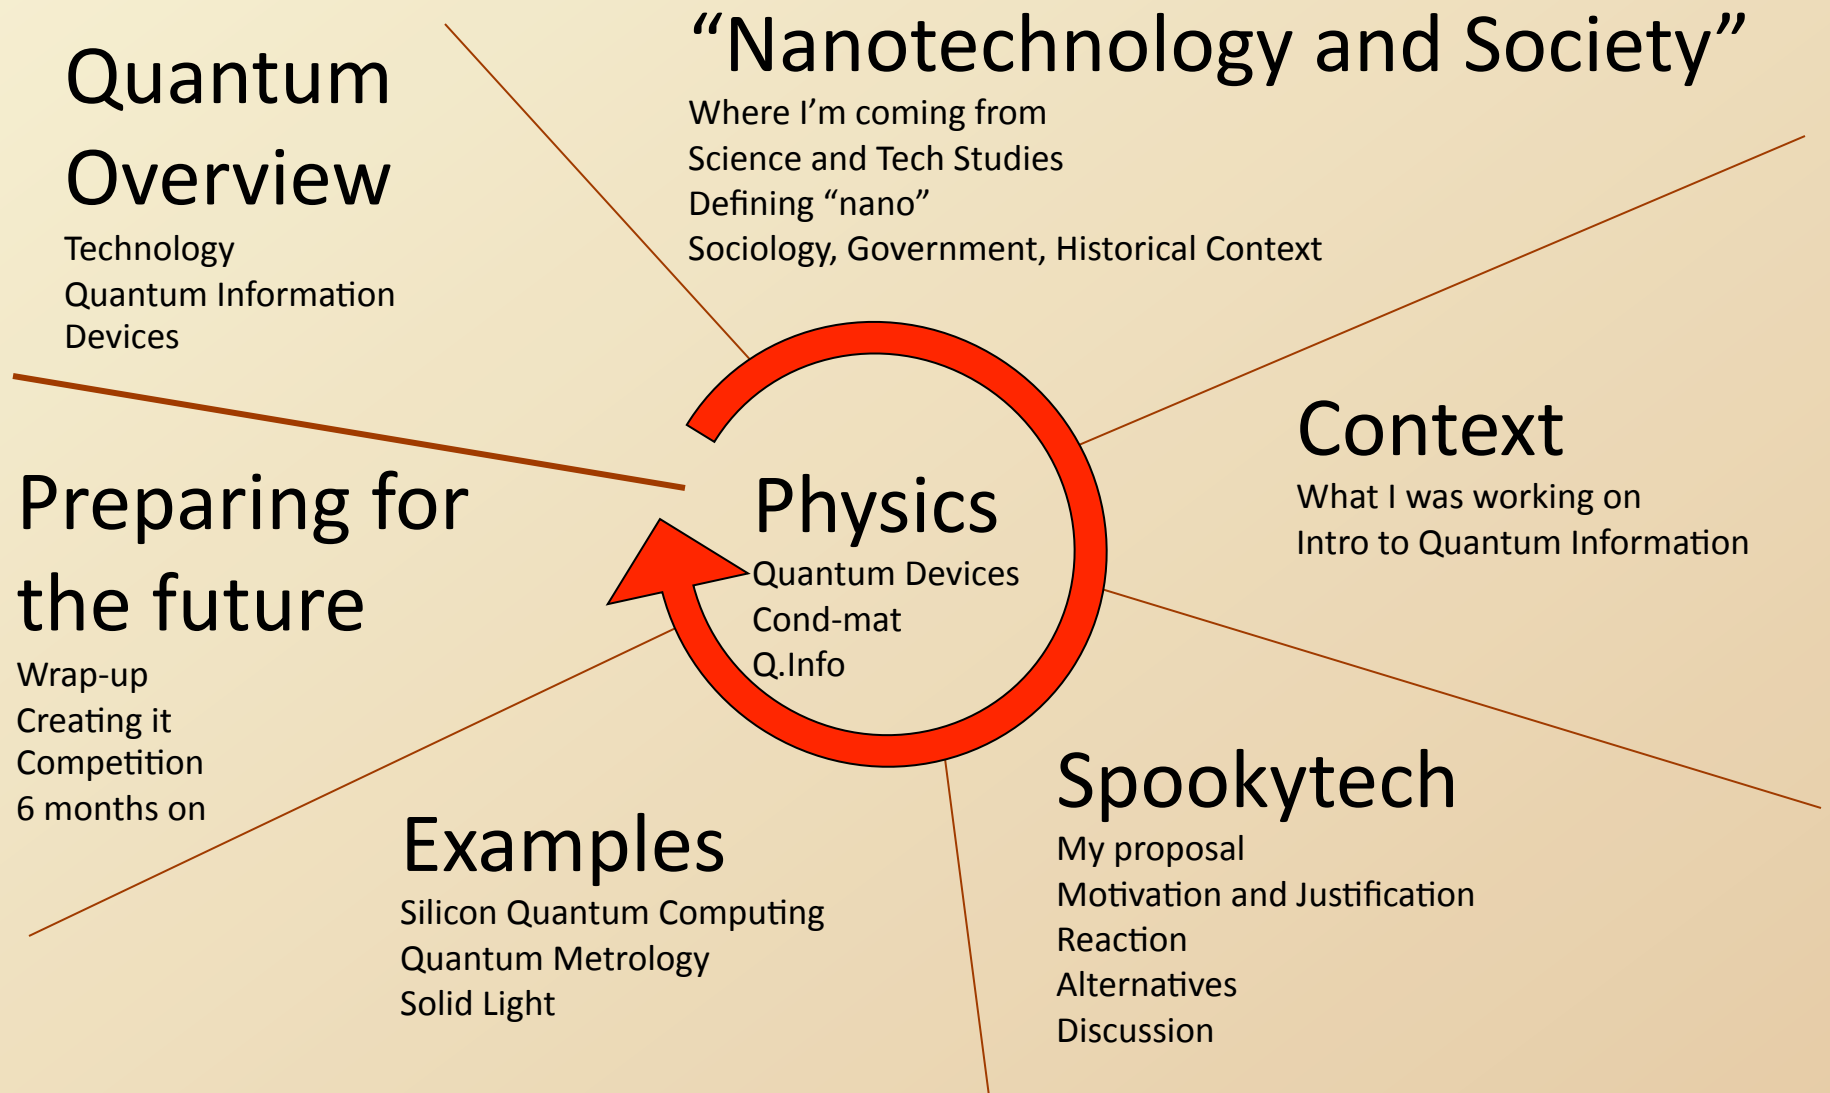 Quantum
Overview
Technology
Quantum Information
Devices
“Nanotechnology and Society”
Where I’m coming from
Science and Tech Studies
Defining “nano”
Sociology, Government, Historical Context
Context
What I was working on
Intro to Quantum Information
Spookytech
My proposal
Motivation and Justification
Reaction
Alternatives
Discussion
Examples
Silicon Quantum Computing
Quantum Metrology
Solid Light
Preparing for
the future
Wrap-up
Creating it
Competition
6 months on
Physics
Quantum Devices
Cond-mat
Q.Info